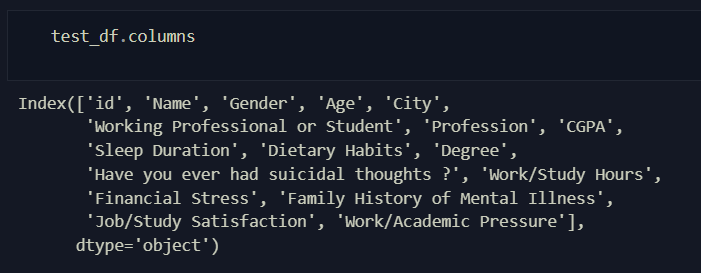 test_df.columns
Index(['id', 'Name', 'Gender', 'Age', 'City',
'Working Professional or Student', 'Profession', 'CGPA',
'Sleep Duration', 'Dietary Habits', 'Degree',
'Have you ever had suicidal thoughts ?', 'Work/Study Hours',
'Financial Stress', 'Family History of Mental Illness',
'Job/Study Satisfaction', 'Work/Academic Pressure'],
dtype='object')